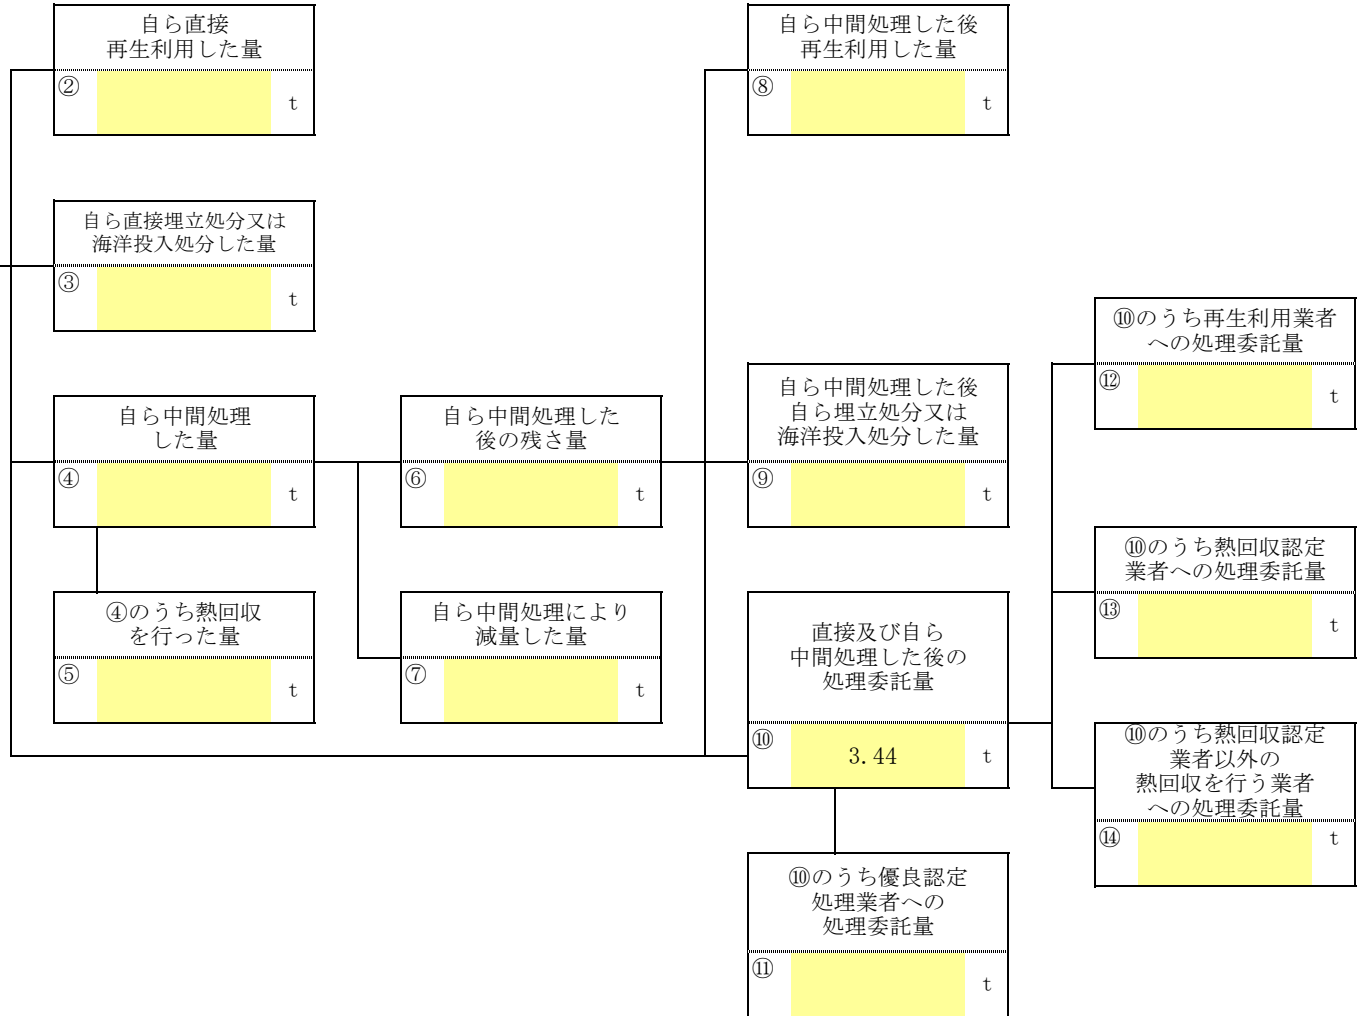 自ら直接
再生利用した量
②
t
自ら中間処理した後
再生利用した量
⑧
t
自ら直接埋立処分又は
海洋投入処分した量
③
t
⑩のうち再生利用業者
への処理委託量
⑫
t
自ら中間処理
した量
④
t
自ら中間処理した
後の残さ量
⑥
t
自ら中間処理した後
自ら埋立処分又は
海洋投入処分した量
⑨
t
⑩のうち熱回収認定
業者への処理委託量
⑬
t
④のうち熱回収
を行った量
⑤
t
自ら中間処理により
減量した量
⑦
t
直接及び自ら
中間処理した後の
処理委託量
⑩ 3.44 t
⑩のうち熱回収認定
業者以外の
熱回収を行う業者
への処理委託量
⑭
t
⑩のうち優良認定
処理業者への
処理委託量
⑪
t